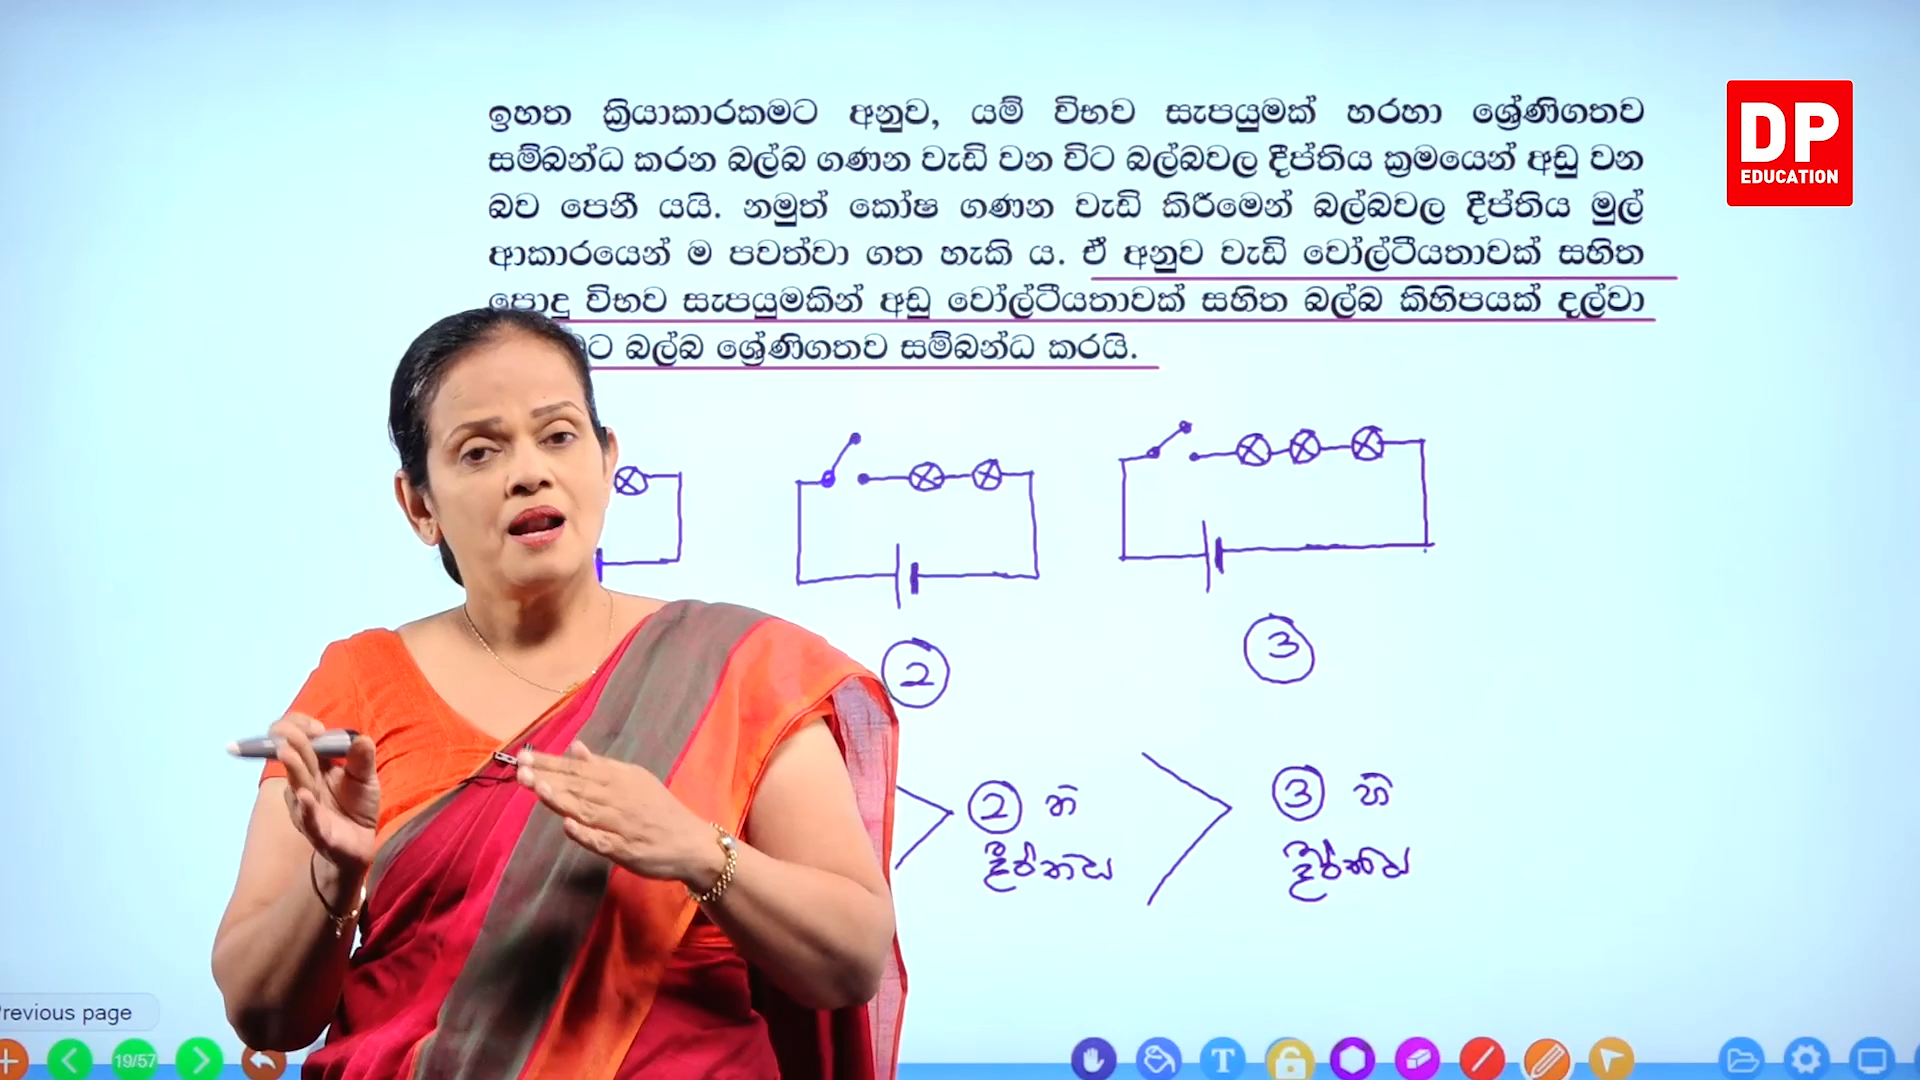 ඉහත ක්‍රියාකාරකමට අනුව, යම් විභව සැපයුමක් හරහා ශ්‍රේණිගතව
සම්බන්ධ කරන බල්බ ගණන වැඩි වන විට බල්බවල දීප්තිය ක්‍රමයෙන් අඩු වන
බව පෙනී යයි. නමුත් කෝෂ ගණන වැඩි කිරීමෙන් බල්බවල දීප්තිය මුල්
ආකාරයෙන් ම පවත්වා ගත හැකි ය. ඒ අනුව වැඩි වෝල්ටීයතාවක් සහිත
පොදු විභව සැපයුමකින් අඩු වෝල්ටීයතාවක් සහිත බල්බ කිහිපයක් දල්වා
බල්බ ශ්‍රේණිගතව සම්බන්ධ කරයි.
DP
EDUCATION
2
3
2 හි
දීප්තිය
3 හි
දීප්තිය
Previous page
19/57
T